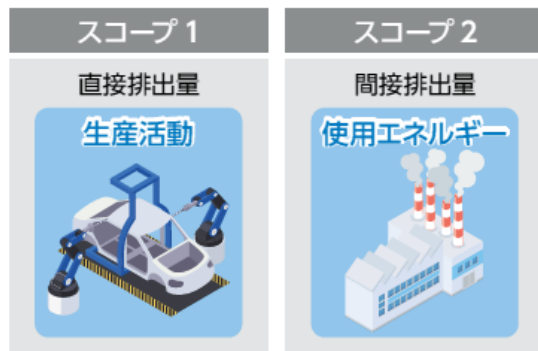 スコープ 1
直接排出量
生産活動
スコープ 2
間接排出量
使用エネルギー